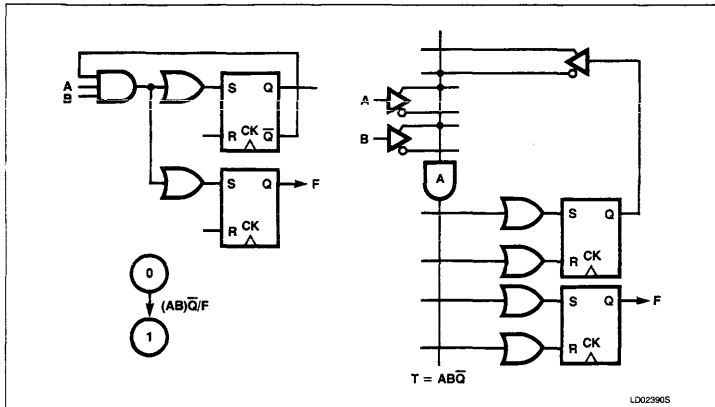 A
B
S Q
R CK Q̅
S Q F
R CK
0
(AB)Q̅/F
1
A
B
A
S Q
R CK
S Q F
R CK
T = ABQ̅
LD02390S